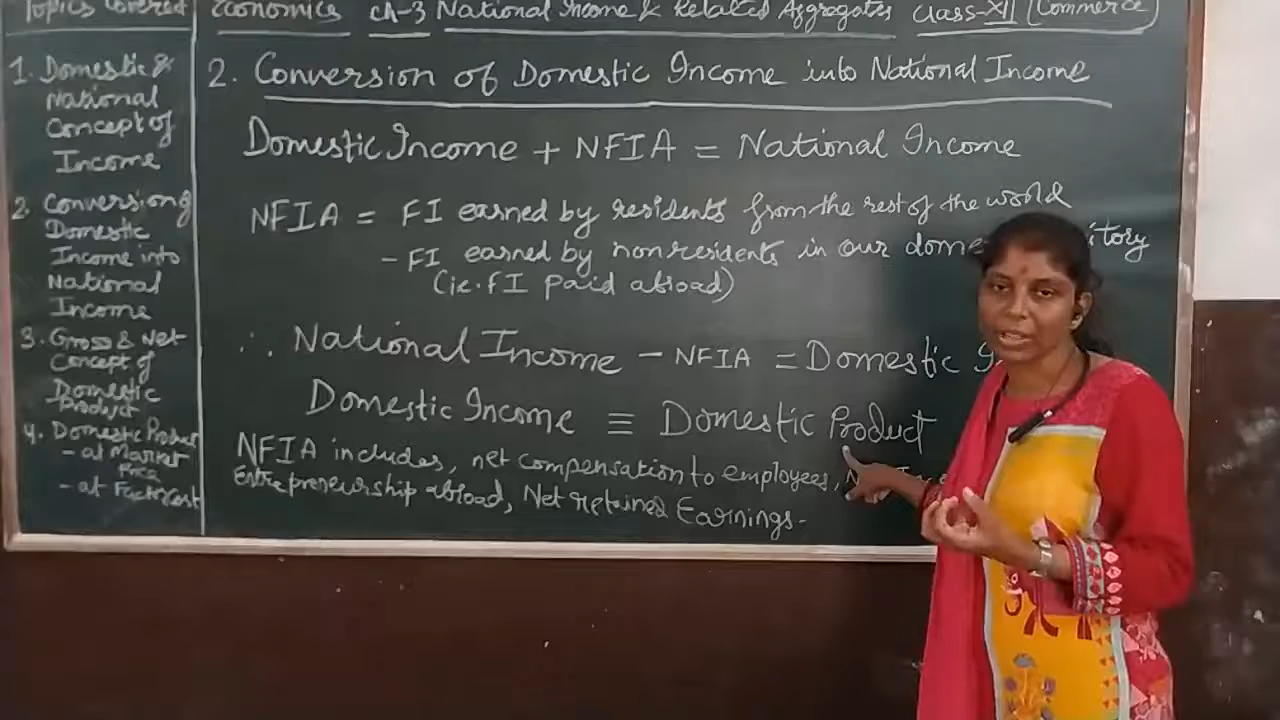 Topics Covered
1. Domestic &
National
Concept of
Income
2. Conversion of
Domestic
Income into
National
Income
3. Gross & Net
Concept of
Domestic
Product
4. Domestic Product
- at Market
Price
- at Factor Cost
Economics ch-3 National Income & Related Aggregates Class-XII (Commerce)
2. Conversion of Domestic Income into National Income
Domestic Income + NFIA = National Income
NFIA = FI earned by residents from the rest of the world
- FI earned by nonresidents in our dome itory
(ie. FI paid abroad)
∴ National Income - NFIA = Domestic I
Domestic Income ≡ Domestic Product
NFIA includes, net compensation to employees, 
Entrepreneurship abroad, Net retained Earnings.